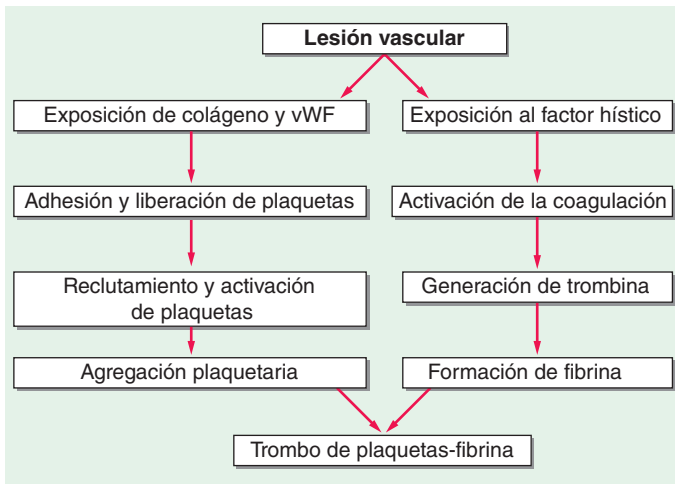 Lesión vascular
Exposición de colágeno y vWF
Exposición al factor hístico
Adhesión y liberación de plaquetas
Activación de la coagulación
Reclutamiento y activación
de plaquetas
Generación de trombina
Agregación plaquetaria
Formación de fibrina
Trombo de plaquetas-fibrina